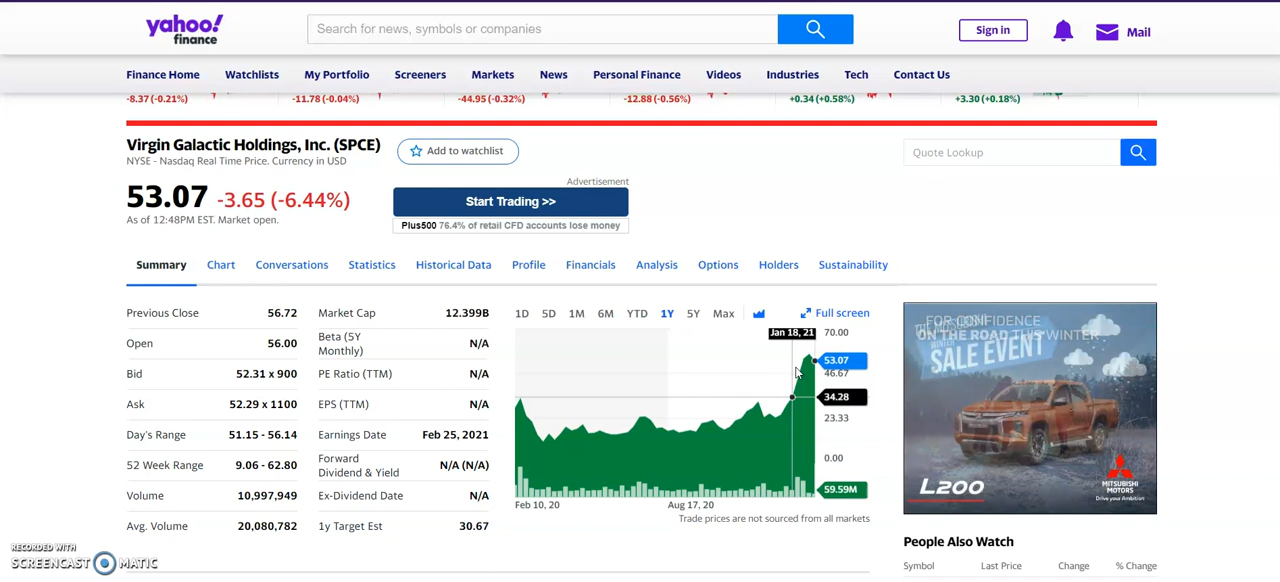 yahoo!
finance
Search for news, symbols or companies
Sign in
Mail
Finance Home Watchlists My Portfolio Screeners Markets News Personal Finance Videos Industries Tech Contact Us
-8.37 (-0.21%) -11.78 (-0.04%) -44.95 (-0.32%) -12.88 (-0.56%) +0.34 (+0.58%) +3.30 (+0.18%)
Virgin Galactic Holdings, Inc. (SPCE)
NYSE - Nasdaq Real Time Price. Currency in USD
Add to watchlist
Quote Lookup
53.07 -3.65 (-6.44%)
As of 12:48PM EST. Market open.
Advertisement
Start Trading >>
Plus500 76.4% of retail CFD accounts lose money
Summary Chart Conversations Statistics Historical Data Profile Financials Analysis Options Holders Sustainability
Previous Close 56.72
Open 56.00
Bid 52.31 x 900
Ask 52.29 x 1100
Day's Range 51.15 - 56.14
52 Week Range 9.06 - 62.80
Volume 10,997,949
Avg. Volume 20,080,782
Market Cap 12.399B
Beta (5Y Monthly) N/A
PE Ratio (TTM) N/A
EPS (TTM) N/A
Earnings Date Feb 25, 2021
Forward Dividend & Yield N/A (N/A)
Ex-Dividend Date N/A
1y Target Est 30.67
1D 5D 1M 6M YTD 1Y 5Y Max Full screen
Jan 18, 21 70.00
53.07
46.67
34.28
23.33
0.00
59.59M
Feb 10, 20 Aug 17, 20
Trade prices are not sourced from all markets
FOR CONFIDENCE
ON THE ROAD THIS WINTER
WINTER
SALE EVENT
L200
MITSUBISHI
MOTORS
Drive your Ambition
People Also Watch
Symbol Last Price Change % Change
RECORDED WITH
SCREENCAST MATIC